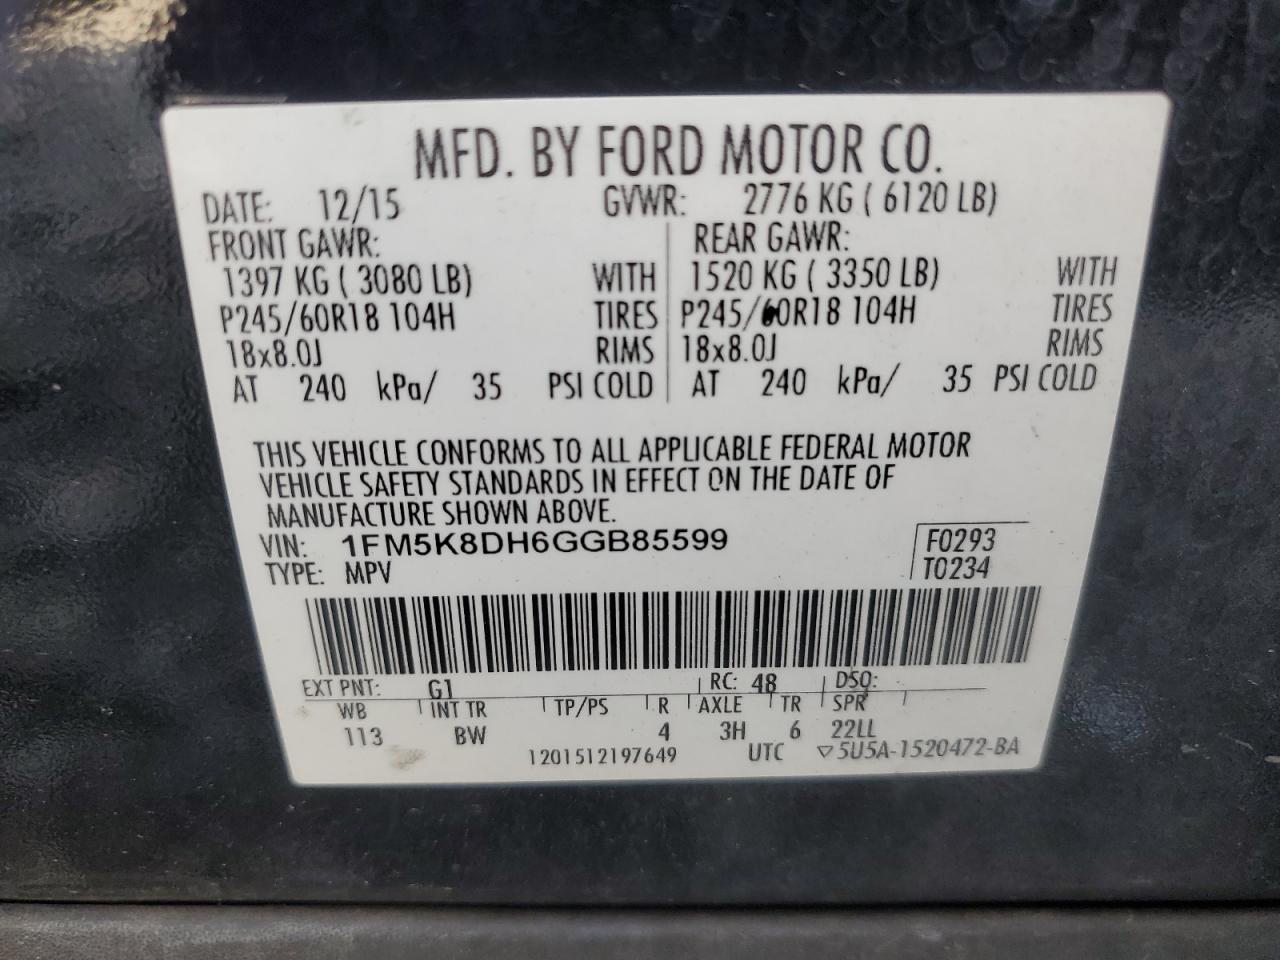 MFD. BY FORD MOTOR CO.
DATE: 12/15 GVWR: 2776 KG ( 6120 LB)
FRONT GAWR: REAR GAWR:
1397 KG ( 3080 LB) WITH 1520 KG ( 3350 LB) WITH
P245/60R18 104H TIRES P245/60R18 104H TIRES
18x8.0J RIMS 18x8.0J RIMS
AT 240 kPa/ 35 PSI COLD AT 240 kPa/ 35 PSI COLD
THIS VEHICLE CONFORMS TO ALL APPLICABLE FEDERAL MOTOR
VEHICLE SAFETY STANDARDS IN EFFECT ON THE DATE OF
MANUFACTURE SHOWN ABOVE.
VIN: 1FM5K8DH6GGB85599 F0293
TYPE: MPV T0234
EXT PNT: G1 RC: 48 DSO:
WB INT TR TP/PS R AXLE TR SPR
113 BW 4 3H 6 22LL
1201512197649 UTC ▽5U5A-1520472-BA